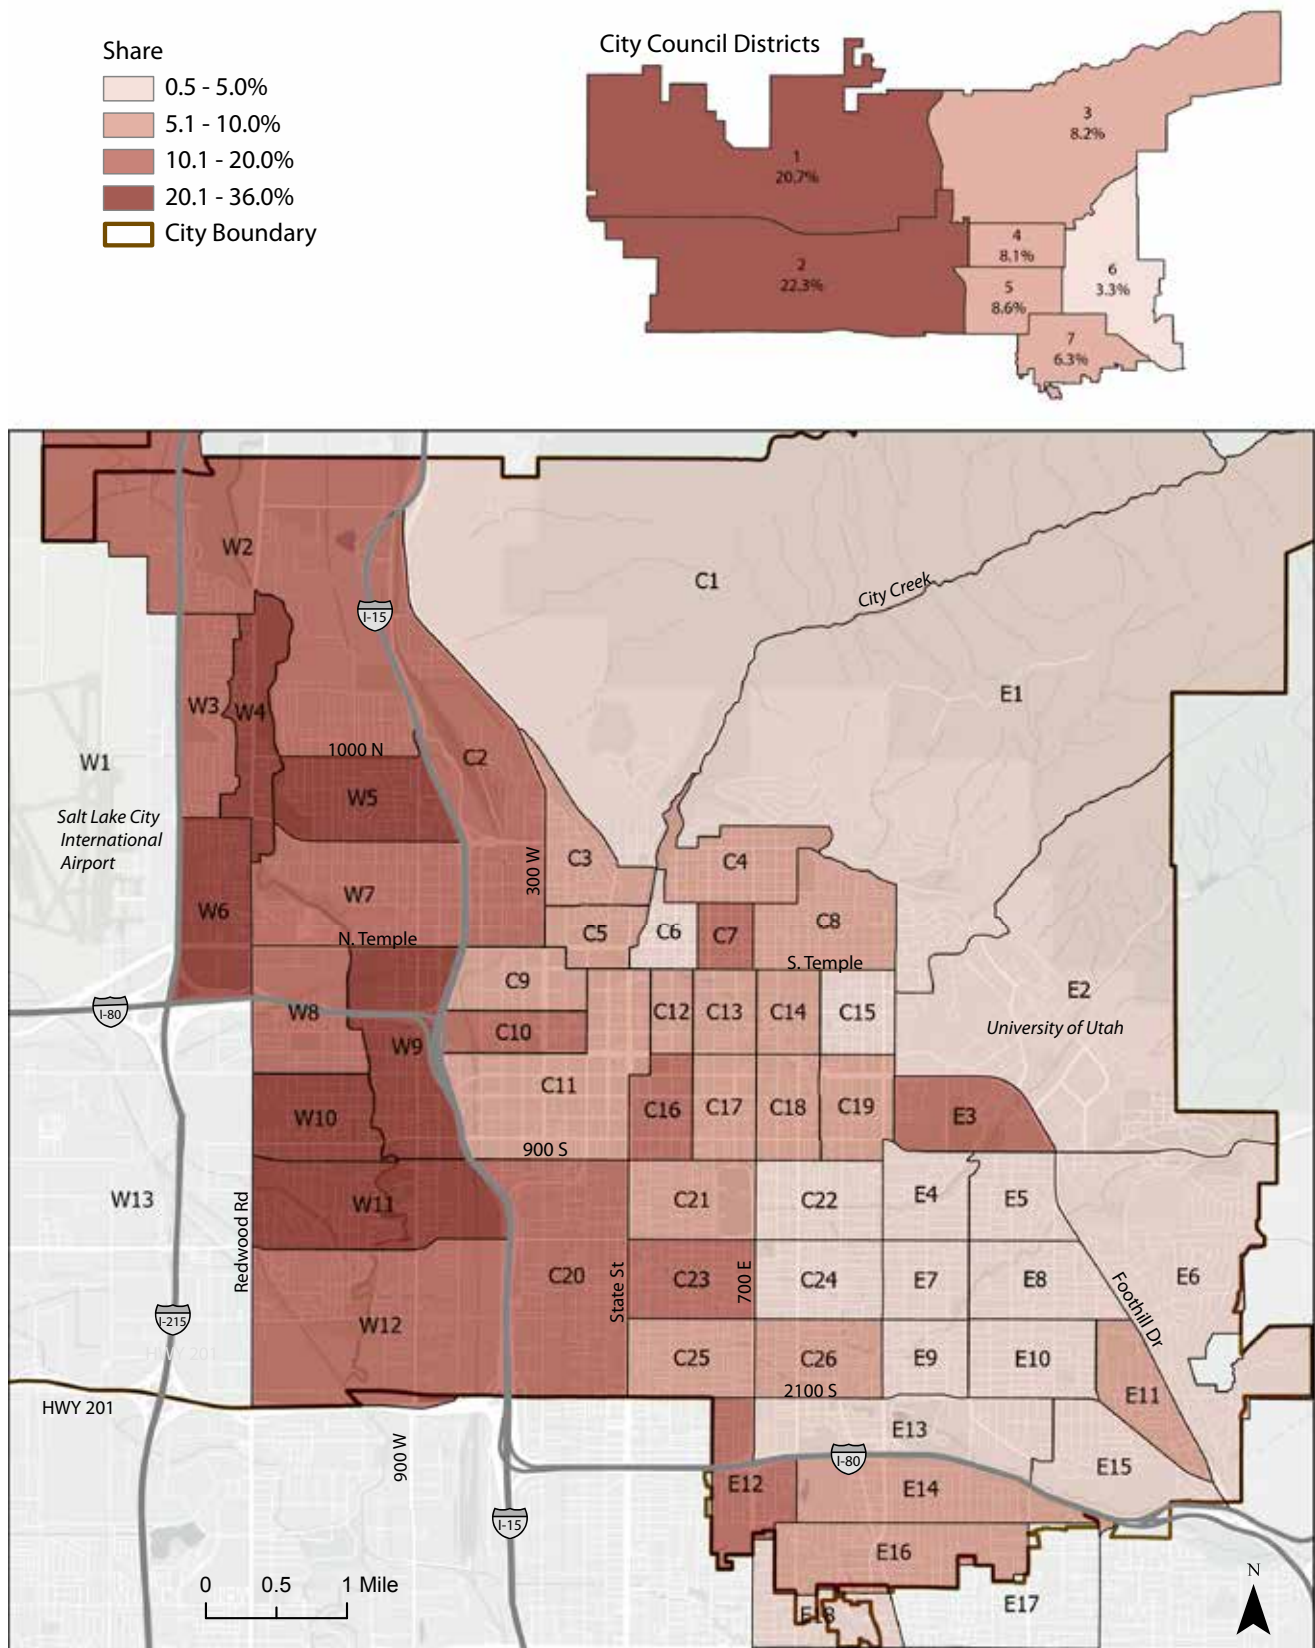 Share
0.5 - 5.0%
5.1 - 10.0%
10.1 - 20.0%
20.1 - 36.0%
City Boundary
City Council Districts
1
20.7%
2
22.3%
3
8.2%
4
8.1%
5
8.6%
6
3.3%
7
6.3%
W1
Salt Lake City
International
Airport
W2
W3
W4
W5
W6
W7
W8
W9
W10
W11
W12
W13
1000 N
N. Temple
300 W
I-15
I-80
Redwood Rd
I-215
HWY 201
HWY 201
900 W
I-15
C1
City Creek
C2
C3
C4
C5
C6
C7
C8
S. Temple
C9
C10
C11
C12
C13
C14
C15
C16
C17
C18
C19
900 S
C20
State St
C21
C22
C23
700 E
C24
C25
C26
2100 S
E1
E2
University of Utah
E3
E4
E5
E6
Foothill Dr
E7
E8
E9
E10
E11
E12
E13
I-80
E14
E15
E16
E17
E18
0 0.5 1 Mile
N